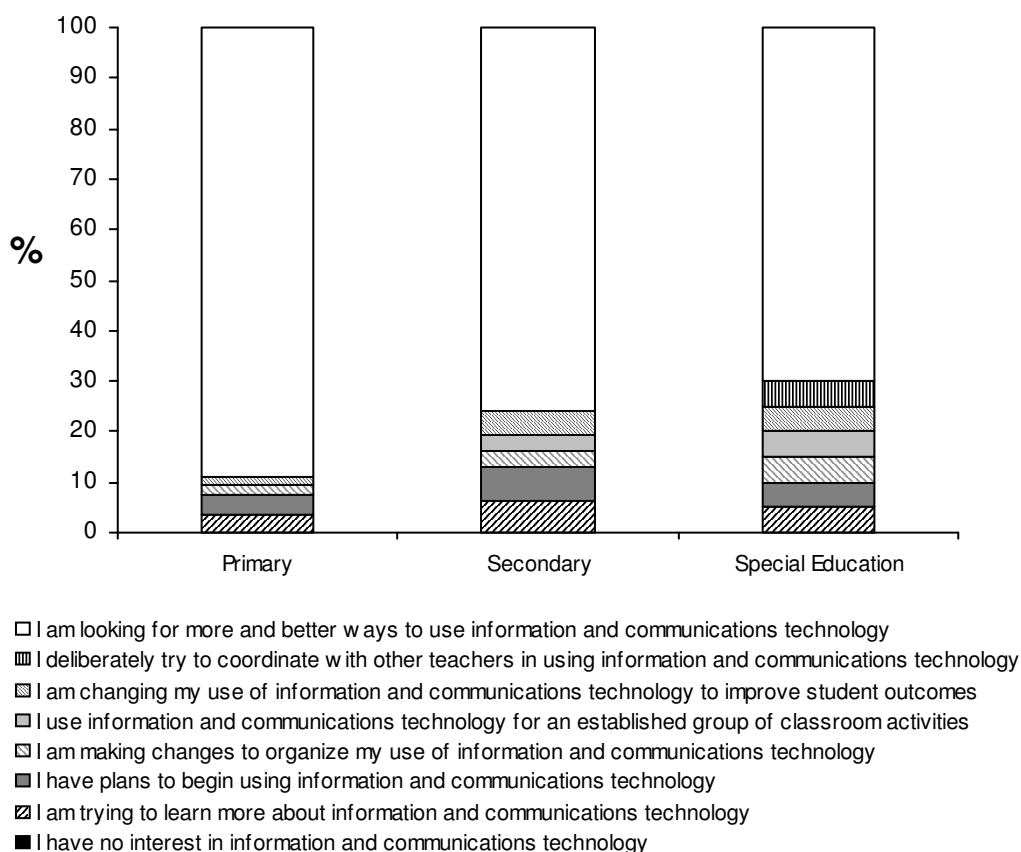 100
90
80
70
60
%
50
40
30
20
10
0
Primary Secondary Special Education
I am looking for more and better ways to use information and communications technology
I deliberately try to coordinate with other teachers in using information and communications technology
I am changing my use of information and communications technology to improve student outcomes
I use information and communications technology for an established group of classroom activities
I am making changes to organize my use of information and communications technology
I have plans to begin using information and communications technology
I am trying to learn more about information and communications technology
I have no interest in information and communications technology